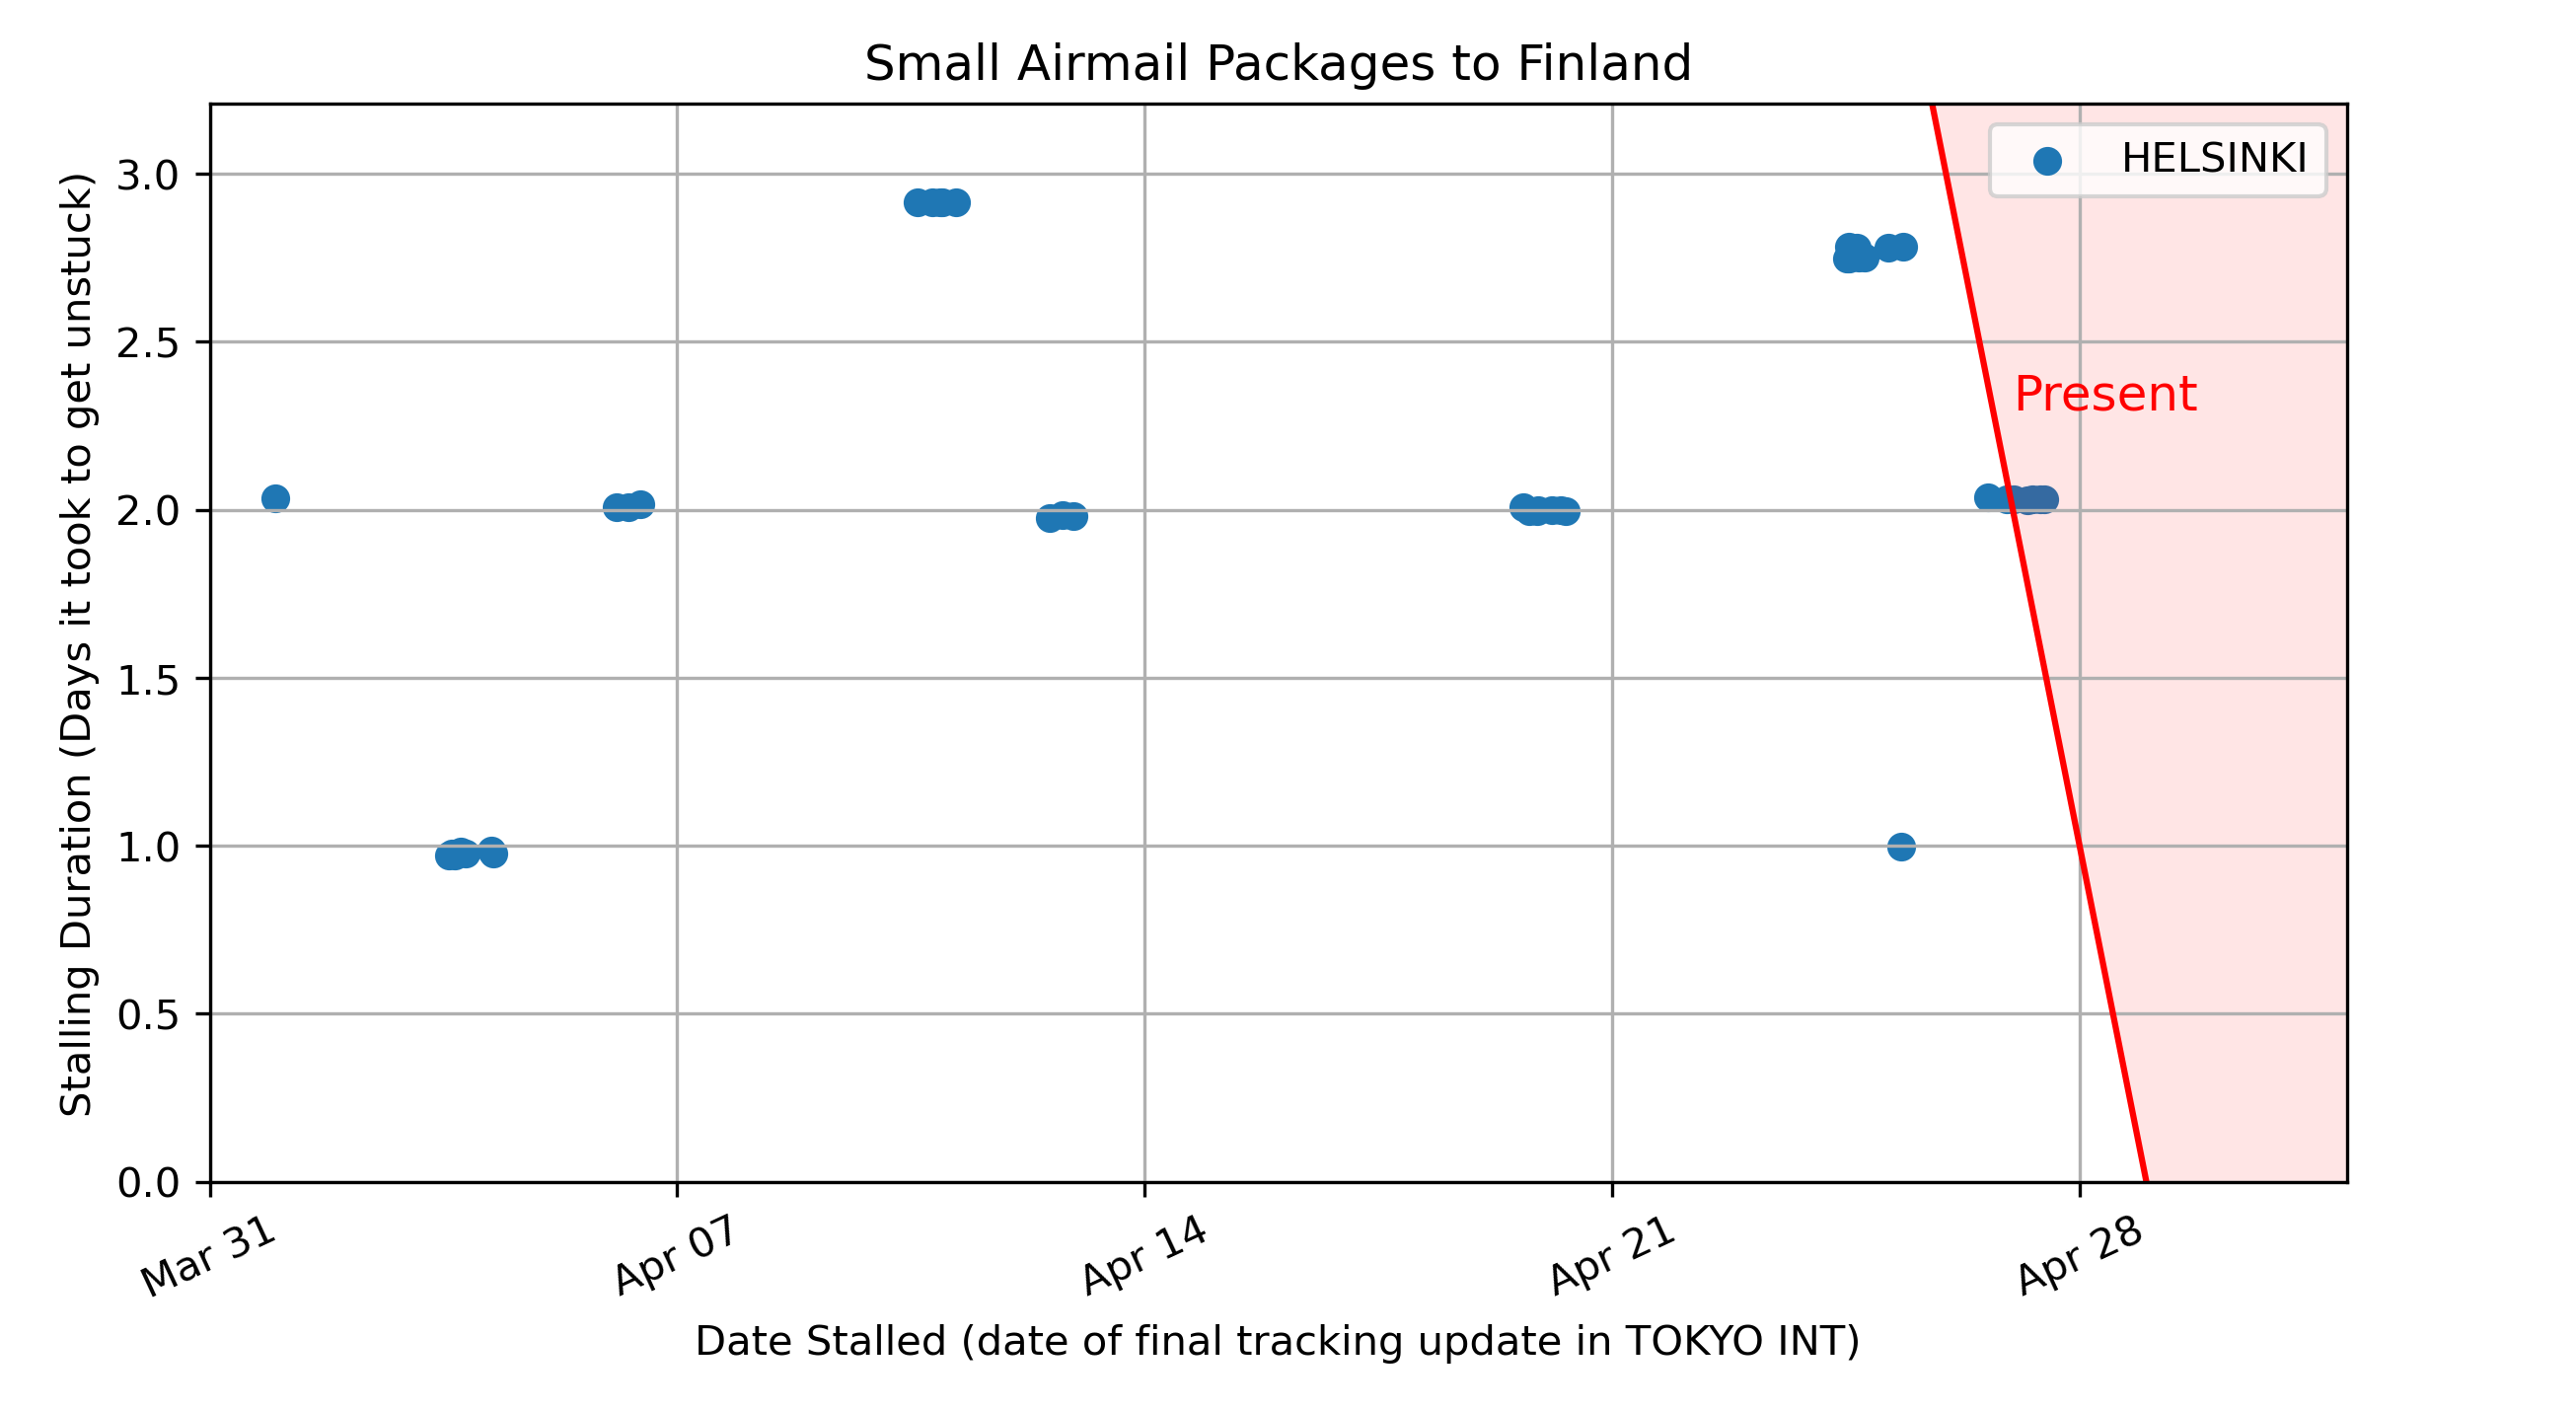 Small Airmail Packages to Finland
HELSINKI
Present
Stalling Duration (Days it took to get unstuck)
3.0
2.5
2.0
1.5
1.0
0.5
0.0
Mar 31
Apr 07
Apr 14
Apr 21
Apr 28
Date Stalled (date of final tracking update in TOKYO INT)